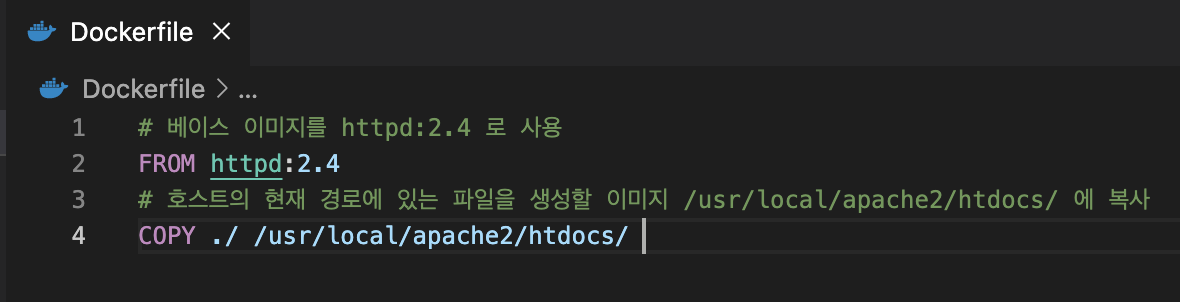 Dockerfile ×
Dockerfile > ...
1 # 베이스 이미지를 httpd:2.4 로 사용
2 FROM httpd:2.4
3 # 호스트의 현재 경로에 있는 파일을 생성할 이미지 /usr/local/apache2/htdocs/ 에 복사
4 COPY ./ /usr/local/apache2/htdocs/